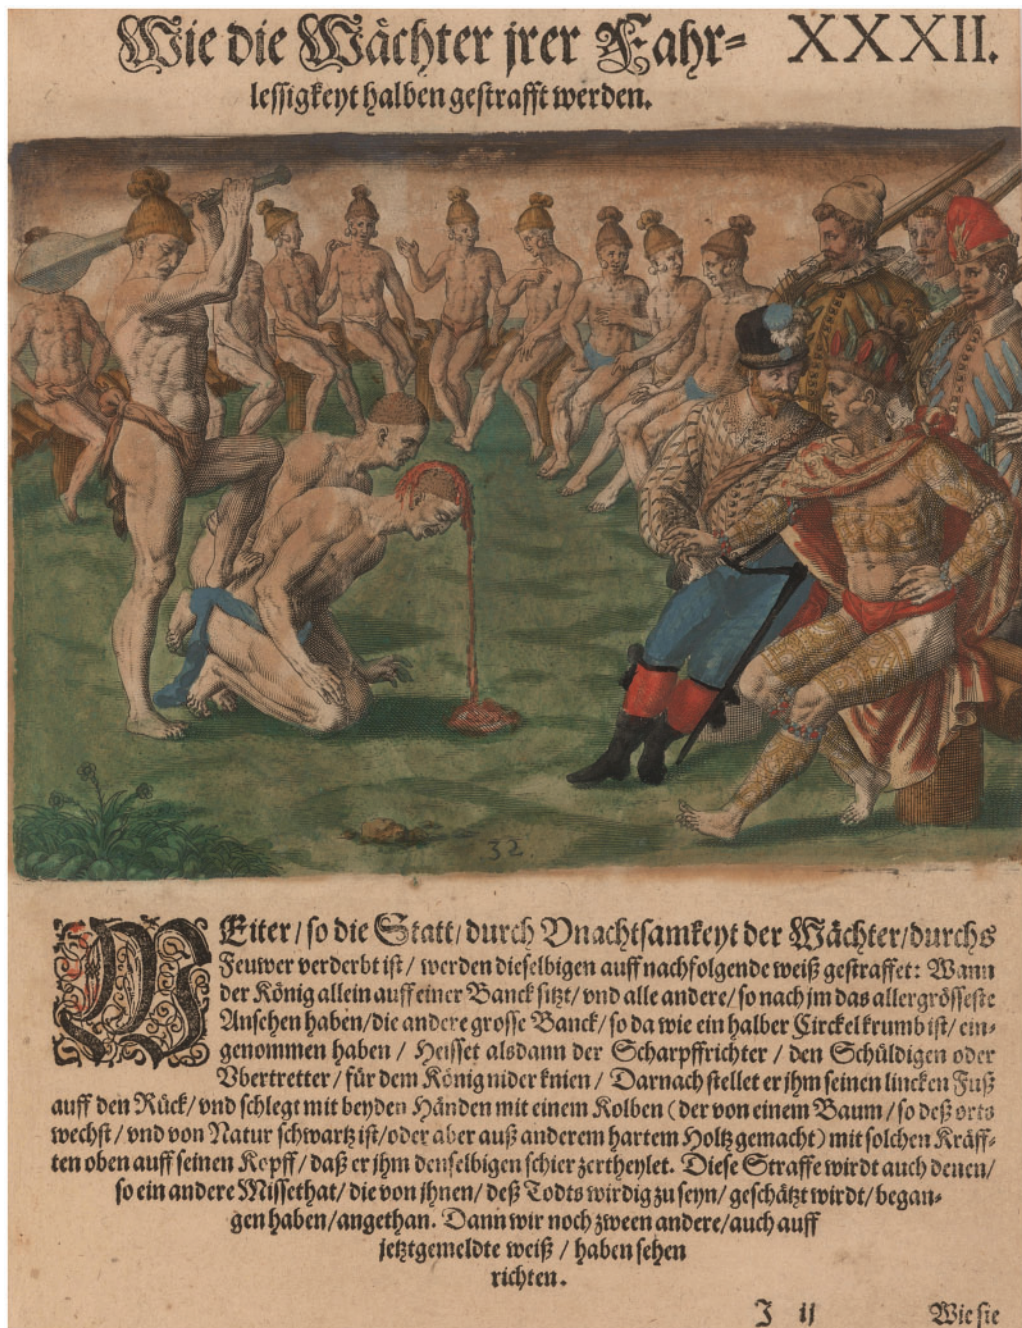 Wie die Wächter jrer Fahr= XXXII.
lessigkeyt halben gestrafft werden.
32.
WEiter/ so die Statt/ durch Vnachtsamkeyt der Wächter/ durchs
Feuwer verderbt ist/ werden dieselbigen auff nachfolgende weiß gestraffet: Wann
der König allein auff einer Banck sitzt/ vnd alle andere/ so nach jm das allergrösseste
Ansehen haben/ die andere grosse Banck/ so da wie ein halber Circkel krumb ist/ ein=
genommen haben / Heisset alsdann der Scharpffrichter / den Schüldigen oder
Vbertretter / für dem König nider knien / Darnach stellet er jhm seinen lincken Fuß
auff den Rück/ vnd schlegt mit beyden Händen mit einem Kolben (der von einem Baum / so deß orts
wechst / vnd von Natur schwartz ist/ oder aber auß anderem hartem Holtz gemacht) mit solchen Kräff=
ten oben auff seinen Kopff / daß er jhm denselbigen schier zertheylet. Diese Straffe wirdt auch denen/
so ein andere Missethat/ die von jhnen/ deß Todts wirdig zu seyn/ geschätzt wirdt/ began=
gen haben/ angethan. Dann wir noch zween andere/ auch auff
jetztgemeldte weiß / haben sehen
richten.
J ij Wie sie